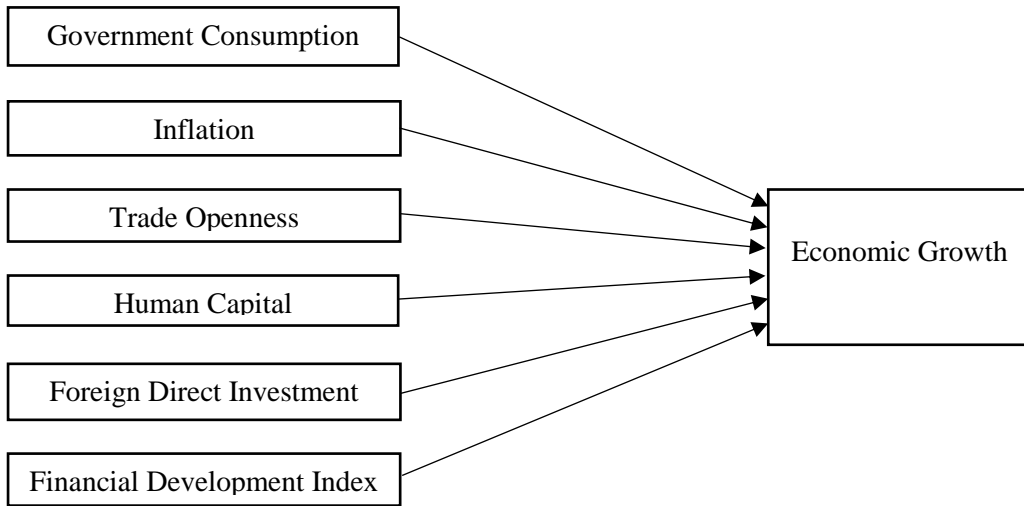 Government Consumption
Inflation
Trade Openness
Economic Growth
Human Capital
Foreign Direct Investment
Financial Development Index